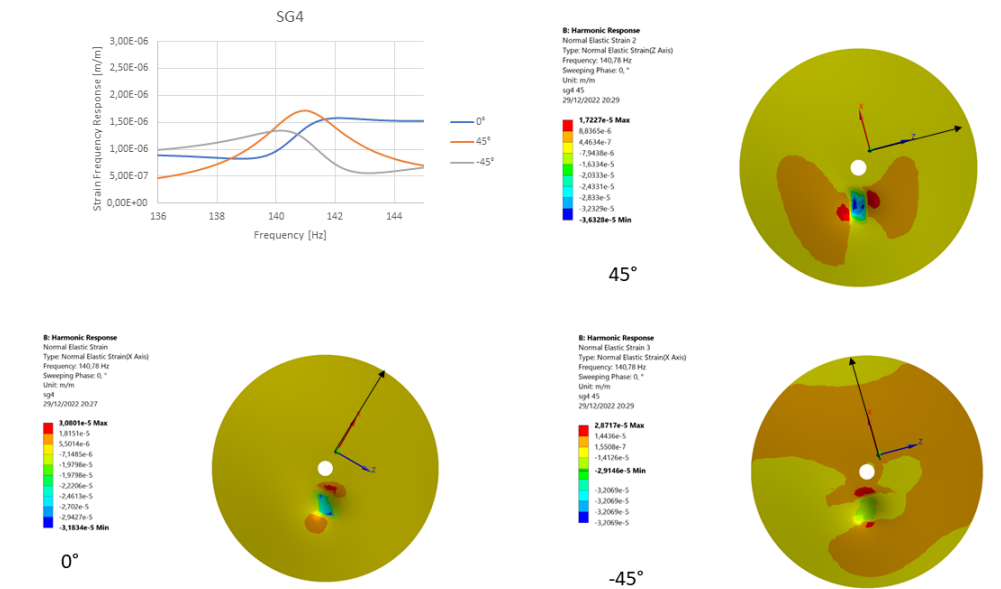 SG4
3,00E-06
2,50E-06
2,00E-06
1,50E-06
1,00E-06
5,00E-07
0,00E+00
Strain Frequency Response [m/m]
136
138
140
142
144
Frequency [Hz]
0°
45°
-45°
B: Harmonic Response
Normal Elastic Strain 2
Type: Normal Elastic Strain(Z Axis)
Frequency: 140,78 Hz
Sweeping Phase: 0, °
Unit: m/m
sg4 45
29/12/2022 20:29
1,7227e-5 Max
8,8365e-6
4,4634e-7
-7,9438e-6
-1,6334e-5
-2,0333e-5
-2,4331e-5
-2,833e-5
-3,2329e-5
-3,6328e-5 Min
X
Z
45°
B: Harmonic Response
Normal Elastic Strain
Type: Normal Elastic Strain(X Axis)
Frequency: 140,78 Hz
Sweeping Phase: 0, °
Unit: m/m
sg4
29/12/2022 20:27
3,0801e-5 Max
1,8151e-5
5,5014e-6
-7,1485e-6
-1,9798e-5
-1,9798e-5
-2,2206e-5
-2,4613e-5
-2,702e-5
-2,9427e-5
-3,1834e-5 Min
X
Z
0°
B: Harmonic Response
Normal Elastic Strain 3
Type: Normal Elastic Strain(X Axis)
Frequency: 140,78 Hz
Sweeping Phase: 0, °
Unit: m/m
sg4 45
29/12/2022 20:29
2,8717e-5 Max
1,4436e-5
1,5508e-7
-1,4126e-5
-2,9146e-5 Min
-3,2069e-5
-3,2069e-5
-3,2069e-5
X
Z
-45°